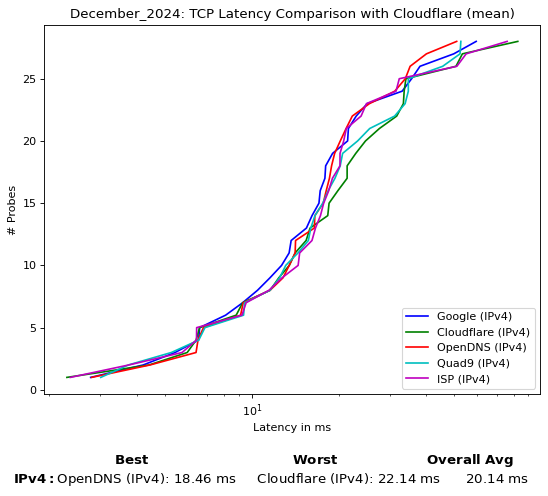 December_2024: TCP Latency Comparison with Cloudflare (mean)
# Probes
25
20
15
10
5
0
10^1
Latency in ms
Google (IPv4)
Cloudflare (IPv4)
OpenDNS (IPv4)
Quad9 (IPv4)
ISP (IPv4)
Best Worst Overall Avg
IPv4: OpenDNS (IPv4): 18.46 ms Cloudflare (IPv4): 22.14 ms 20.14 ms